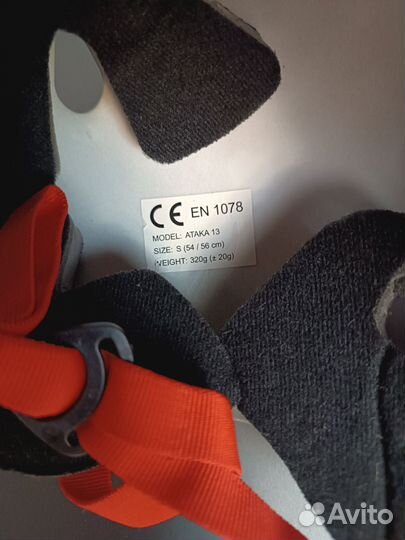 CE EN 1078
MODEL: ATAKA 13
SIZE: S (54 / 56 cm)
WEIGHT: 320g (± 20g)
Avito